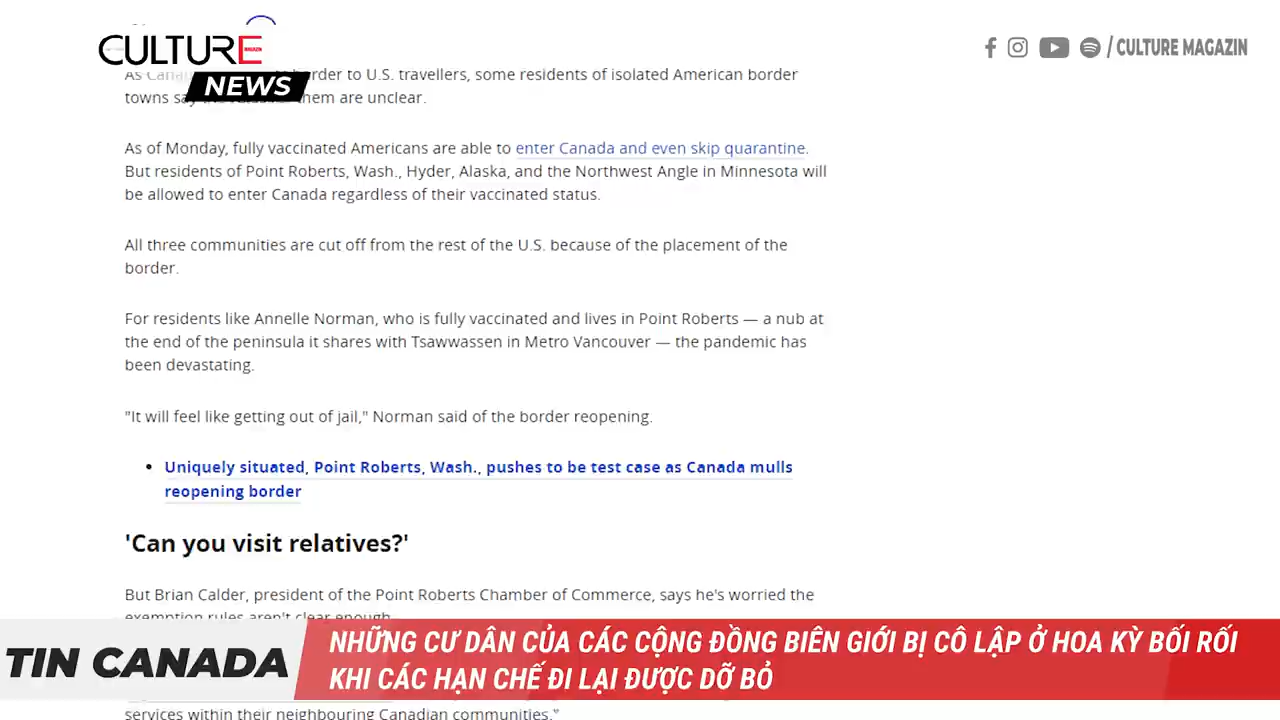 CULTURE
NEWS
/ CULTURE MAGAZIN
As border to U.S. travellers, some residents of isolated American border
towns say them are unclear.
As of Monday, fully vaccinated Americans are able to enter Canada and even skip quarantine.
But residents of Point Roberts, Wash., Hyder, Alaska, and the Northwest Angle in Minnesota will
be allowed to enter Canada regardless of their vaccinated status.
All three communities are cut off from the rest of the U.S. because of the placement of the
border.
For residents like Annelle Norman, who is fully vaccinated and lives in Point Roberts — a nub at
the end of the peninsula it shares with Tsawwassen in Metro Vancouver — the pandemic has
been devastating.
"It will feel like getting out of jail," Norman said of the border reopening.
• Uniquely situated, Point Roberts, Wash., pushes to be test case as Canada mulls
reopening border
'Can you visit relatives?'
But Brian Calder, president of the Point Roberts Chamber of Commerce, says he's worried the
exemption rules aren't clear enough.
TIN CANADA
NHỮNG CƯ DÂN CỦA CÁC CỘNG ĐỒNG BIÊN GIỚI BỊ CÔ LẬP Ở HOA KỲ BỐI RỐI
KHI CÁC HẠN CHẾ ĐI LẠI ĐƯỢC DỠ BỎ
services within their neighbouring Canadian communities."